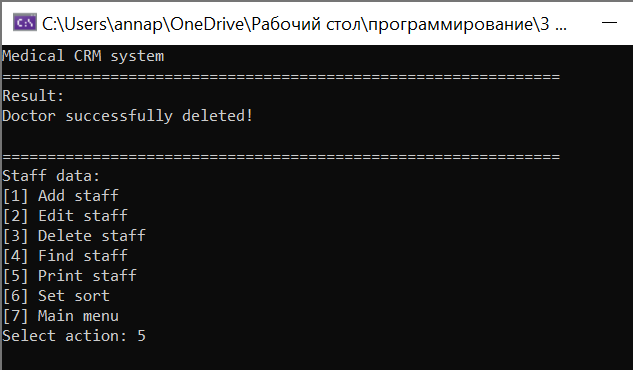 C:\Users\annap\OneDrive\Рабочий стол\программирование\3 ...
Medical CRM system
==============================================================
Result:
Doctor successfully deleted!
==============================================================
Staff data:
[1] Add staff
[2] Edit staff
[3] Delete staff
[4] Find staff
[5] Print staff
[6] Set sort
[7] Main menu
Select action: 5